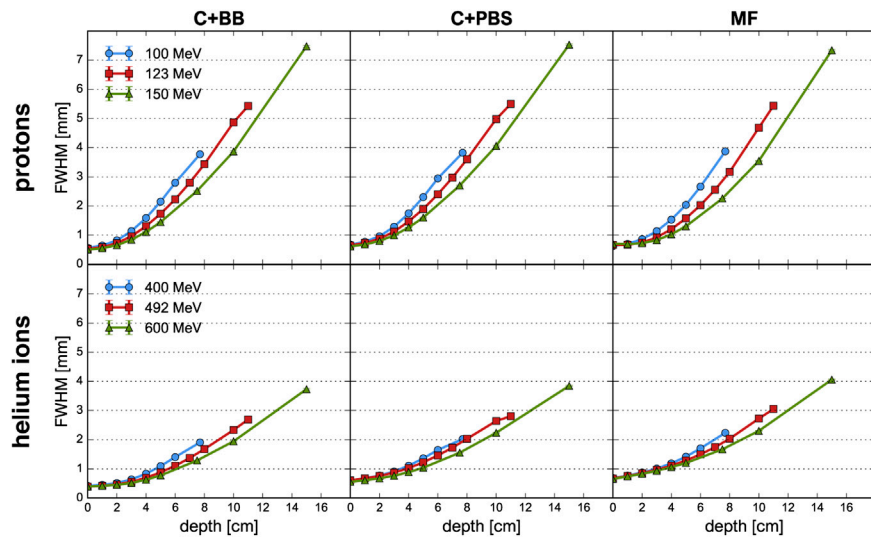 C+BB C+PBS MF
protons
FWHM [mm]
7
6
5
4
3
2
1
0
100 MeV
123 MeV
150 MeV
helium ions
FWHM [mm]
7
6
5
4
3
2
1
0
400 MeV
492 MeV
600 MeV
0 2 4 6 8 10 12 14 16 0 2 4 6 8 10 12 14 16 0 2 4 6 8 10 12 14 16
depth [cm] depth [cm] depth [cm]